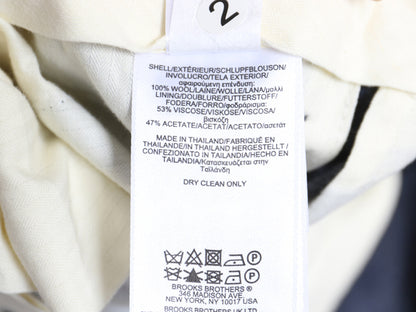 2
SHELL/EXTÉRIEUR/SCHLUPFBLOUSON/
INVOLUCRO/TELA EXTERIOR/
αφαιρούμενη επένδυση:
100% WOOL/LAINE/WOLLE/LANA/μαλλί
LINING/DOUBLURE/FUTTERSTOFF/
FODERA/FORRO/φοδράρισμα:
53% VISCOSE/VISKOSE/VISCOSA/
βισκόζη
47% ACETATE/ACETATO/ασετάτ
MADE IN THAILAND/FABRIQUÉ EN
THAÏLANDE/IN THAILAND HERGESTELLT /
CONFEZIONATO IN TAILANDIA/HECHO EN
TAILANDIA/Κατασκευάζεται στην
Ταϊλάνδη
DRY CLEAN ONLY
P
P
BROOKS BROTHERS®
346 MADISON AVE
NEW YORK, NY 10017 USA
BROOKS BROTHERS UK LTD